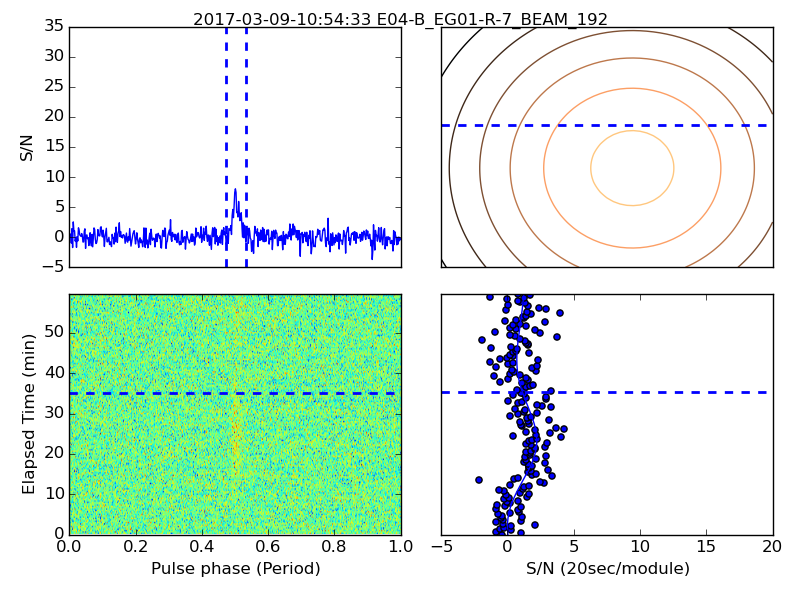 2017-03-09-10:54:33 E04-B_EG01-R-7_BEAM_192
35
30
25
20
15
10
5
0
−5
S/N
50
40
30
20
10
0
Elapsed Time (min)
0.0 0.2 0.4 0.6 0.8 1.0
Pulse phase (Period)
−5 0 5 10 15 20
S/N (20sec/module)